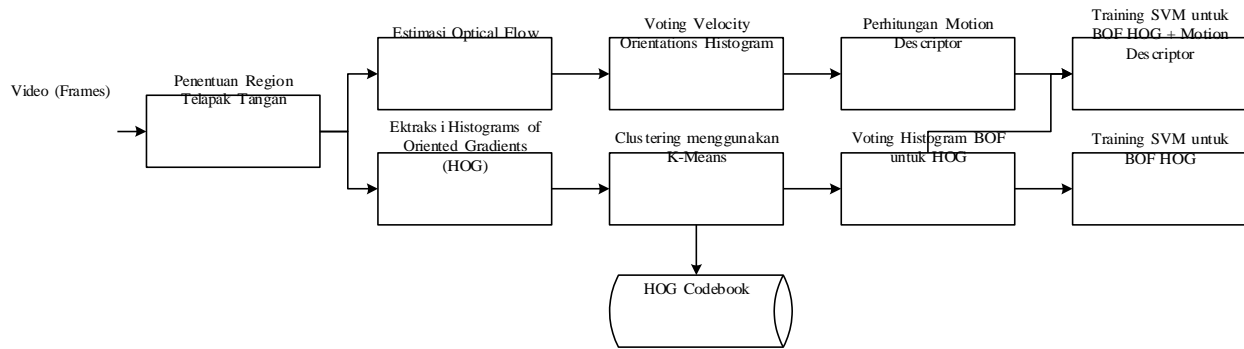 Video (Frames)
Penentuan Region
Telapak Tangan
Estimasi Optical Flow
Voting Velocity
Orientations Histogram
Perhitungan Motion
Descriptor
Training SVM untuk
BOF HOG + Motion
Descriptor
Ektraksi Histograms of
Oriented Gradients
(HOG)
Clustering menggunakan
K-Means
Voting Histogram BOF
untuk HOG
Training SVM untuk
BOF HOG
HOG Codebook